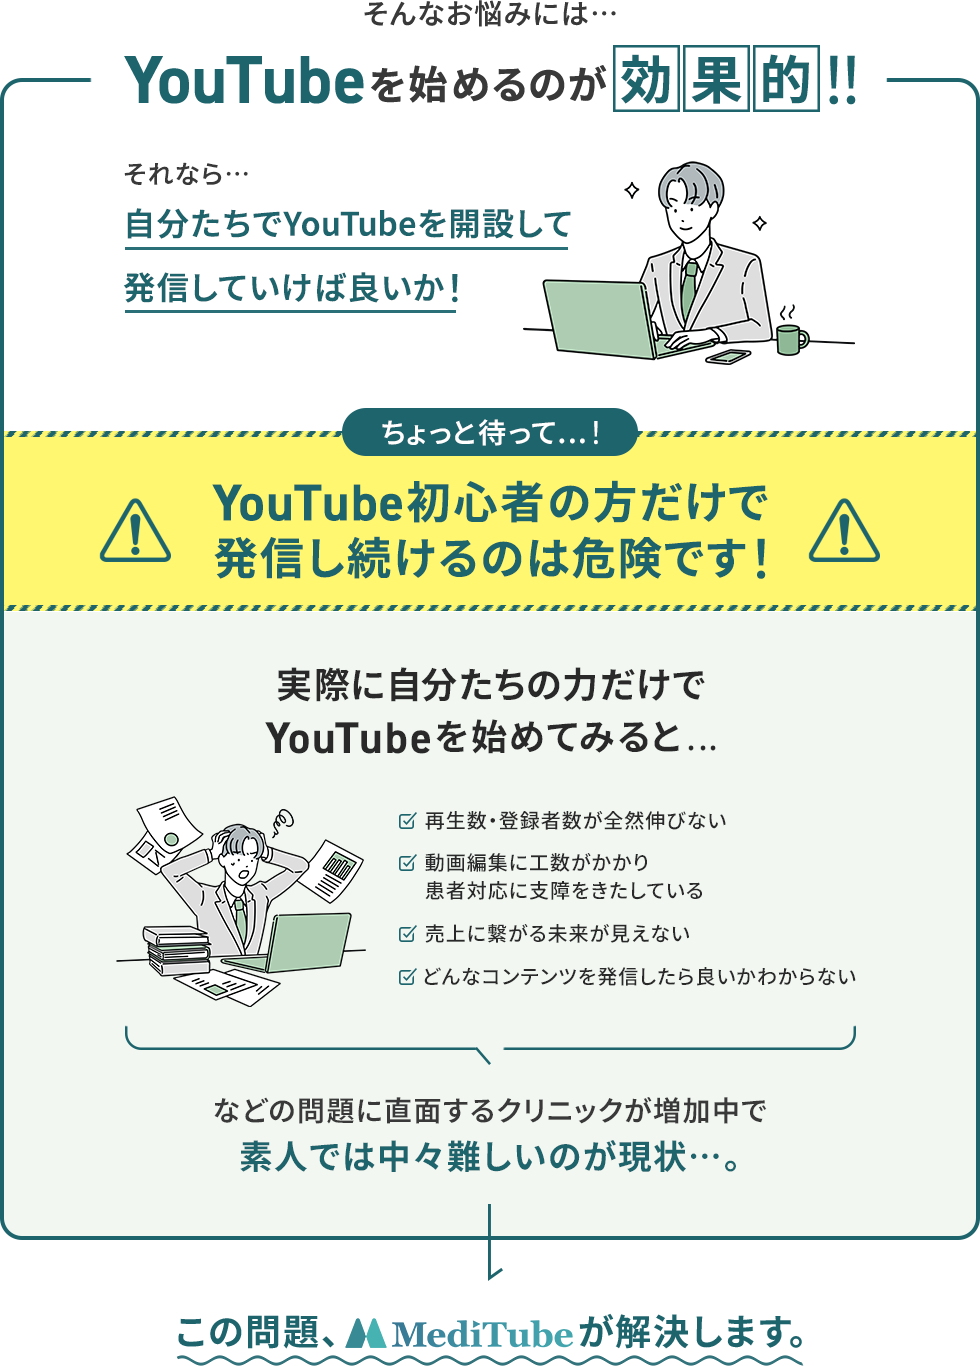 そんなお悩みには…
YouTubeを始めるのが効果的!!
それなら…
自分たちでYouTubeを開設して
発信していけば良いか！
ちょっと待って...！
YouTube初心者の方だけで
発信し続けるのは危険です！
実際に自分たちの力だけで
YouTubeを始めてみると...
再生数・登録者数が全然伸びない
動画編集に工数がかかり
患者対応に支障をきたしている
売上に繋がる未来が見えない
どんなコンテンツを発信したら良いかわからない
などの問題に直面するクリニックが増加中で
素人では中々難しいのが現状…。
この問題、MediTubeが解決します。